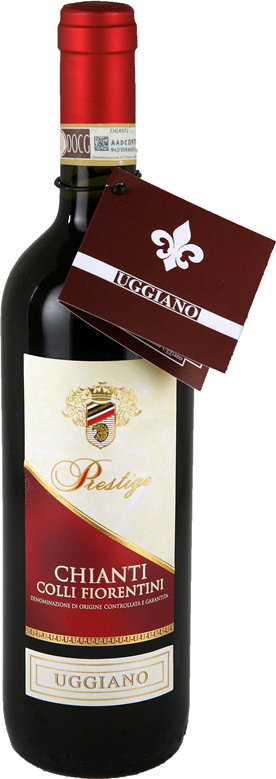 DOCG
CHIANTI
UGGIANO
Prestige
CHIANTI
COLLI FIORENTINI
DENOMINAZIONE DI ORIGINE CONTROLLATA E GARANTITA
UGGIANO